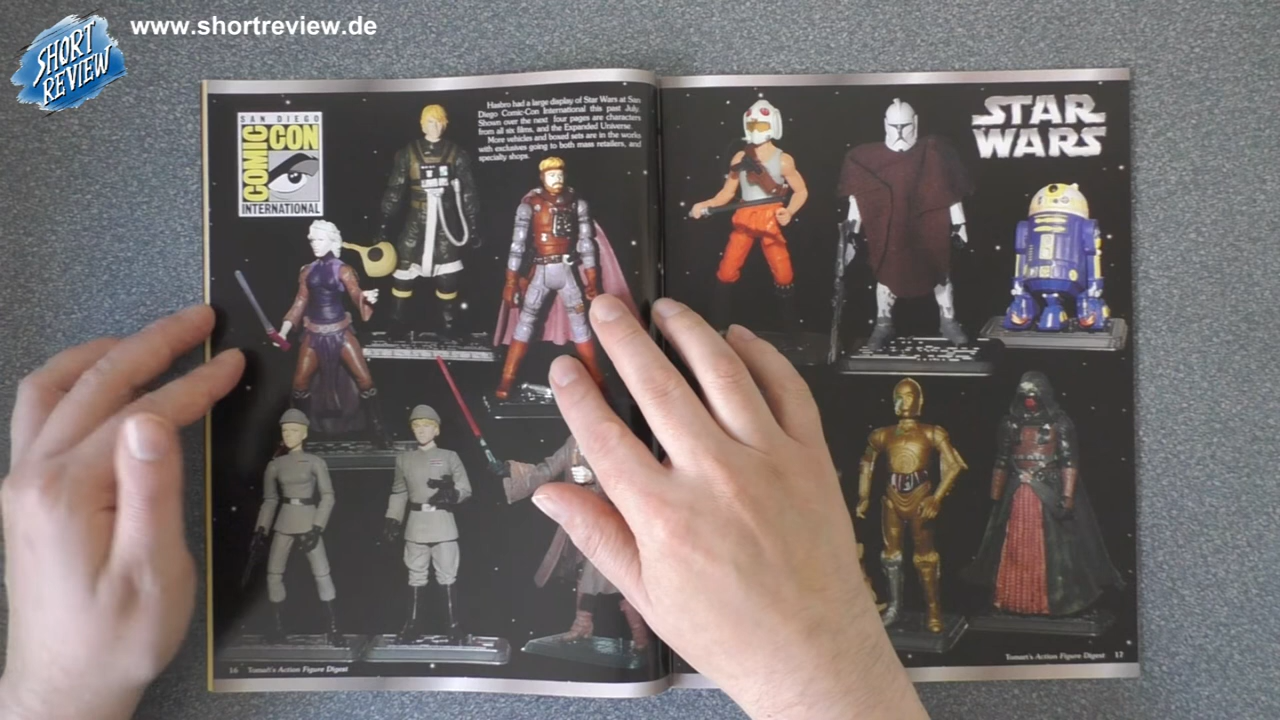 www.shortreview.de
SHORT
REVIEW
SAN DIEGO
COMIC
CON
INTERNATIONAL
Hasbro had a large display of Star Wars at San
Diego Comic-Con International this past July.
Shown over the next four pages are characters
from all six films, and the Expanded Universe.
More vehicles and boxed sets are in the works
with exclusives going to both mass retailers, and
specialty shops.
STAR
WARS
16 Tomart's Action Figure Digest
Tomart's Action Figure Digest 17